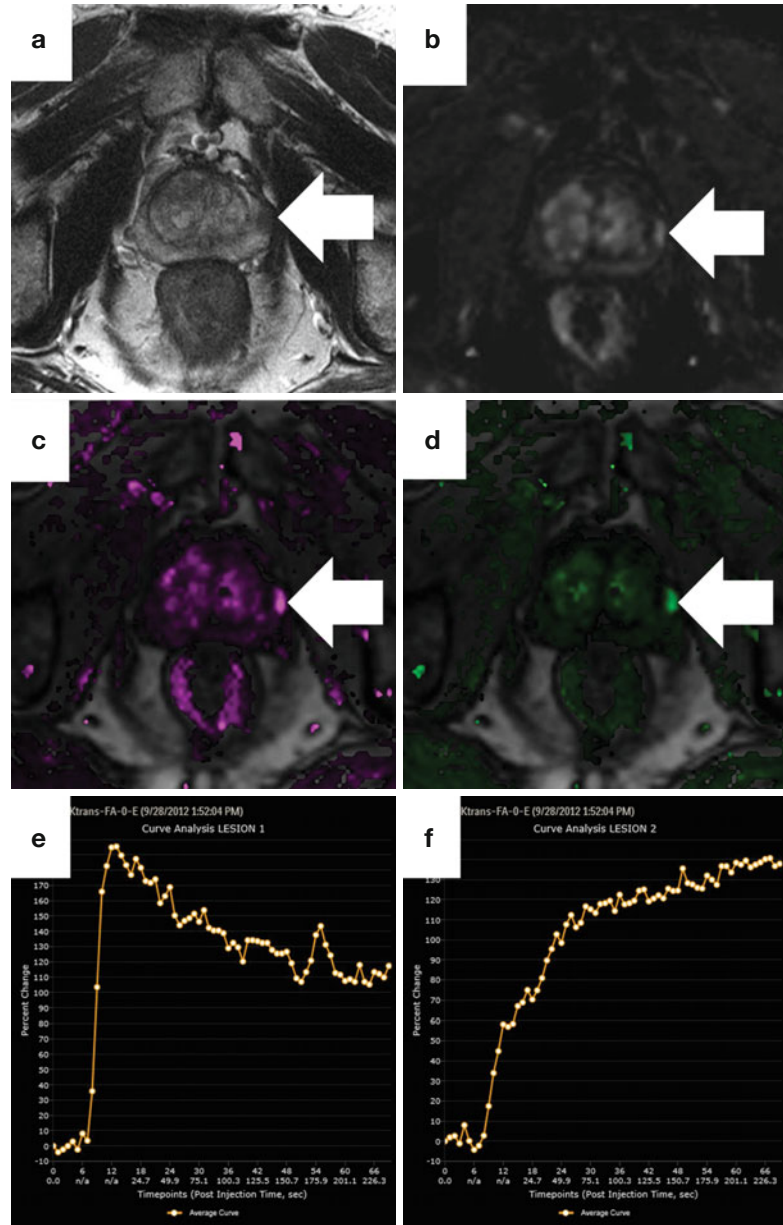 a
b
c
d
e
Ktrans-FA-0-E (9/28/2012 1:52:04 PM)
Curve Analysis LESION 1
Percent Change
170
160
150
140
130
120
110
100
90
80
70
60
50
40
30
20
10
0
-10
0 6 12 18 24 30 36 42 48 54 60 66
0.0 n/a n/a 24.7 49.9 75.1 100.3 125.5 150.7 175.9 201.1 226.3
Timepoints (Post Injection Time, sec)
Average Curve
f
Ktrans-FA-0-E (9/28/2012 1:52:04 PM)
Curve Analysis LESION 2
Percent Change
130
120
110
100
90
80
70
60
50
40
30
20
10
0
-10
0 6 12 18 24 30 36 42 48 54 60 66
0.0 n/a n/a 24.7 49.9 75.1 100.3 125.5 150.7 175.9 201.1 226.3
Timepoints (Post Injection Time, sec)
Average Curve